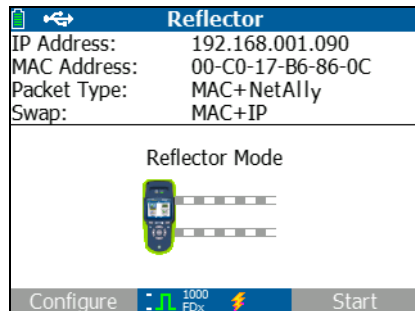 Reflector
IP Address: 192.168.001.090
MAC Address: 00-C0-17-B6-86-0C
Packet Type: MAC+NetAlly
Swap: MAC+IP
Reflector Mode
Configure 1000 FDx Start